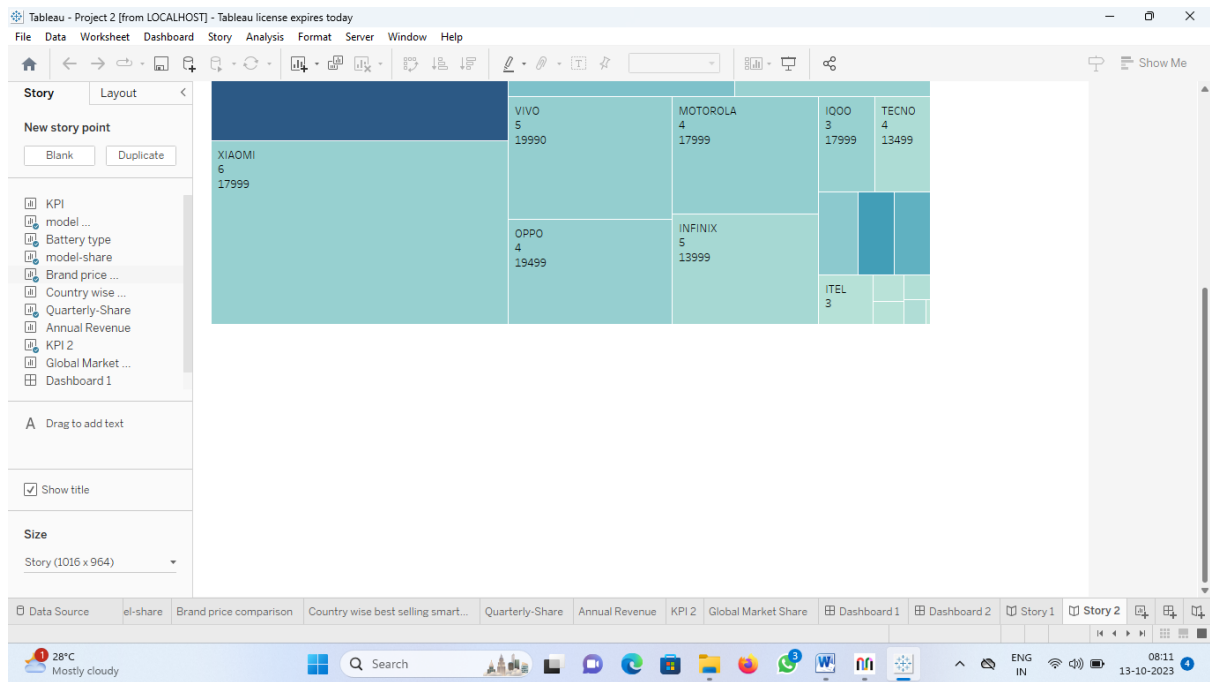 Tableau - Project 2 [from LOCALHOST] - Tableau license expires today
File Data Worksheet Dashboard Story Analysis Format Server Window Help
Show Me
Story Layout
New story point
Blank Duplicate
KPI
model ...
Battery type
model-share
Brand price ...
Country wise ...
Quarterly-Share
Annual Revenue
KPI 2
Global Market ...
Dashboard 1
A Drag to add text
Show title
Size
Story (1016 x 964)
XIAOMI
6
17999
VIVO
5
19990
OPPO
4
19499
MOTOROLA
4
17999
INFINIX
5
13999
IQOO
3
17999
TECNO
4
13499
ITEL
3
Data Source el-share Brand price comparison Country wise best selling smart... Quarterly-Share Annual Revenue KPI 2 Global Market Share Dashboard 1 Dashboard 2 Story 1 Story 2
1
28°C
Mostly cloudy
Search
3
W
ENG
IN
08:11
13-10-2023
4